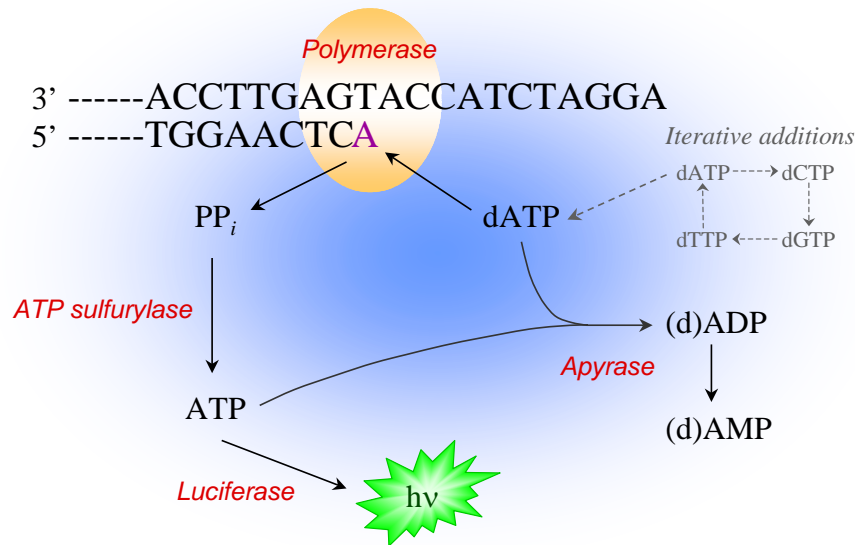 Polymerase
3’ ------ACCTTGAGTACCATCTAGGA
5’ ------TGGAACTCA
Iterative additions
dATP dCTP
dTTP dGTP
PPi dATP
ATP sulfurylase
(d)ADP
Apyrase
ATP
(d)AMP
Luciferase
hν